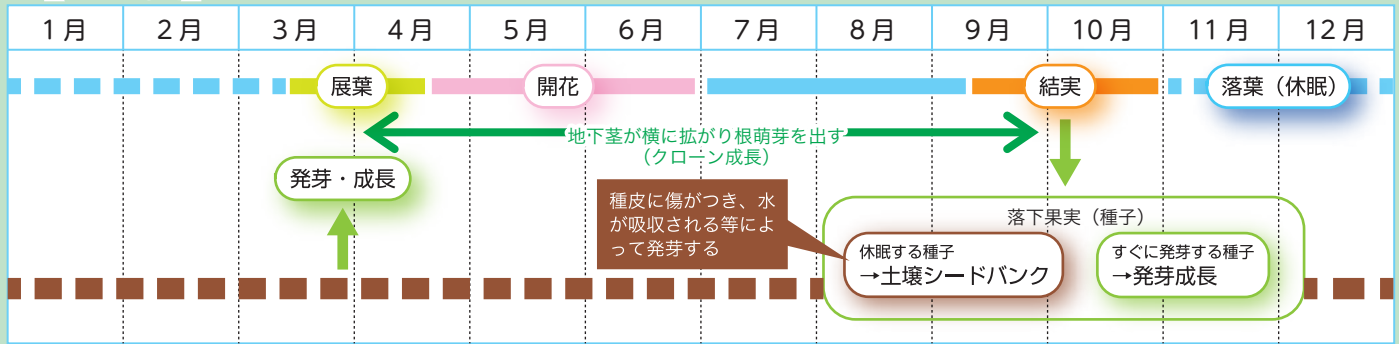 1月 2月 3月 4月 5月 6月 7月 8月 9月 10月 11月 12月
展葉
開花
結実
落葉（休眠）
地下茎が横に拡がり根萌芽を出す
（クローン成長）
発芽・成長
種皮に傷がつき、水
が吸収される等によ
って発芽する
落下果実（種子）
休眠する種子
→土壌シードバンク
すぐに発芽する種子
→発芽成長